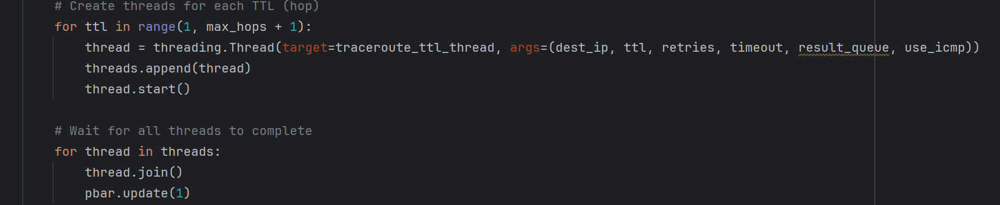 # Create threads for each TTL (hop)
for ttl in range(1, max_hops + 1):
    thread = threading.Thread(target=traceroute_ttl_thread, args=(dest_ip, ttl, retries, timeout, result_queue, use_icmp))
    threads.append(thread)
    thread.start()
# Wait for all threads to complete
for thread in threads:
    thread.join()
    pbar.update(1)